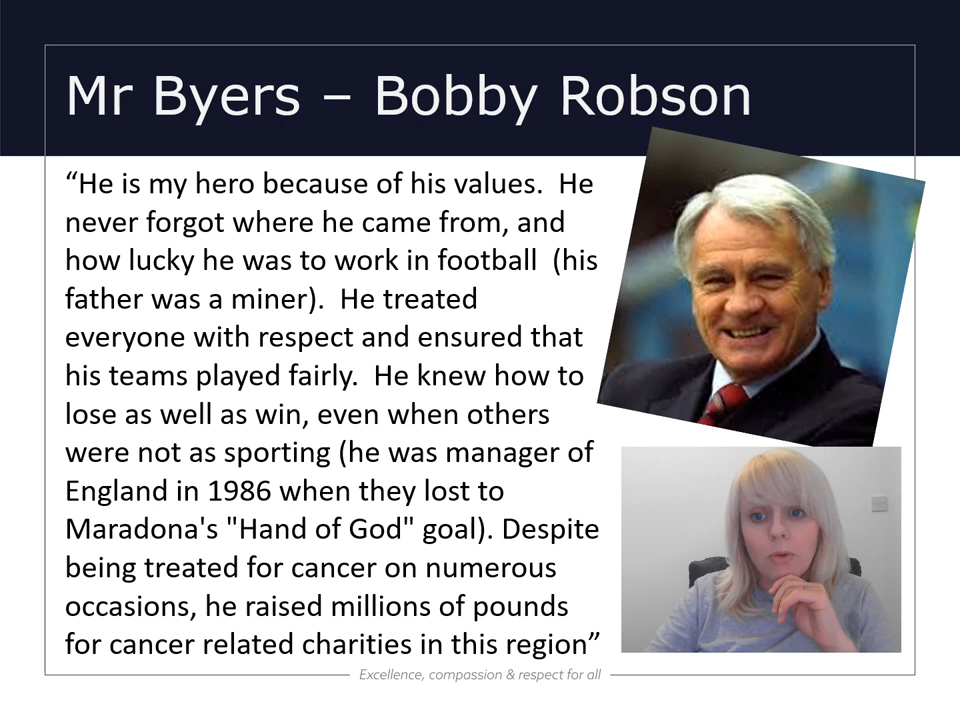 Mr Byers – Bobby Robson
“He is my hero because of his values.  He
never forgot where he came from, and
how lucky he was to work in football  (his
father was a miner).  He treated
everyone with respect and ensured that
his teams played fairly.  He knew how to
lose as well as win, even when others
were not as sporting (he was manager of
England in 1986 when they lost to
Maradona's "Hand of God" goal). Despite
being treated for cancer on numerous
occasions, he raised millions of pounds
for cancer related charities in this region”
Excellence, compassion & respect for all